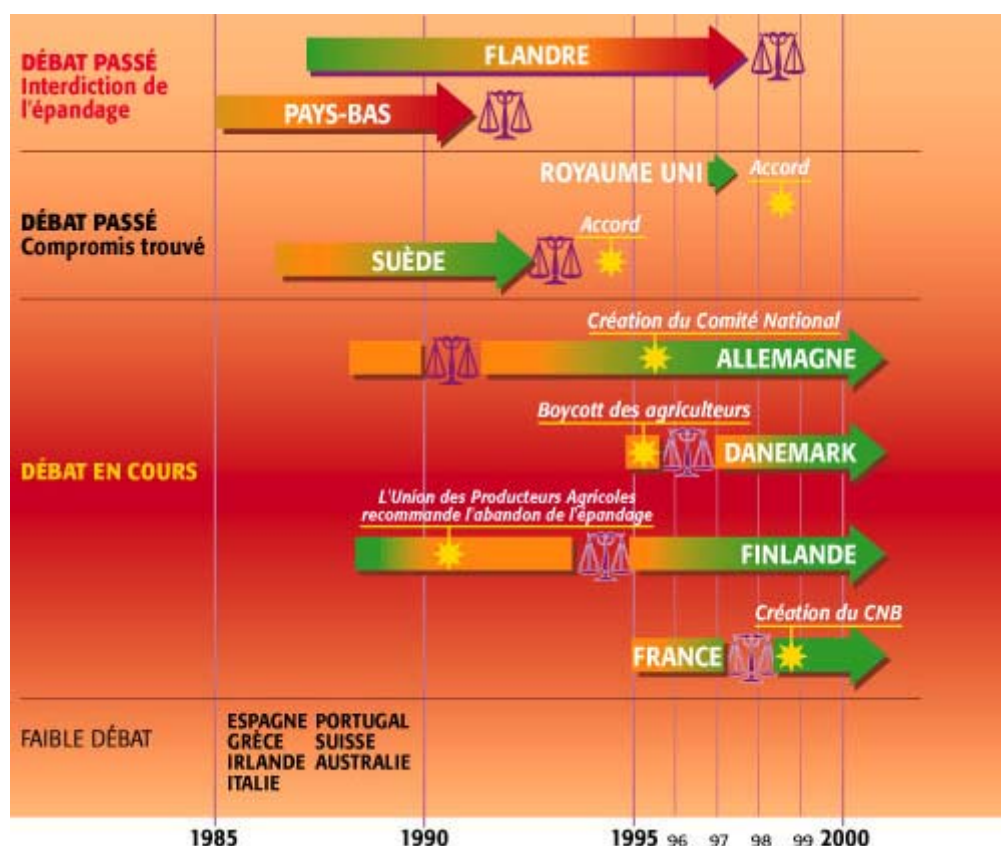 DÉBAT PASSÉ
Interdiction de
l'épandage
FLANDRE
PAYS-BAS
DÉBAT PASSÉ
Compromis trouvé
ROYAUME UNI
Accord
Accord
SUÈDE
DÉBAT EN COURS
Création du Comité National
ALLEMAGNE
Boycott des agriculteurs
DANEMARK
L'Union des Producteurs Agricoles
recommande l'abandon de l'épandage
FINLANDE
Création du CNB
FRANCE
FAIBLE DÉBAT
ESPAGNE PORTUGAL
GRÈCE SUISSE
IRLANDE AUSTRALIE
ITALIE
1985 1990 1995 96 97 98 99 2000